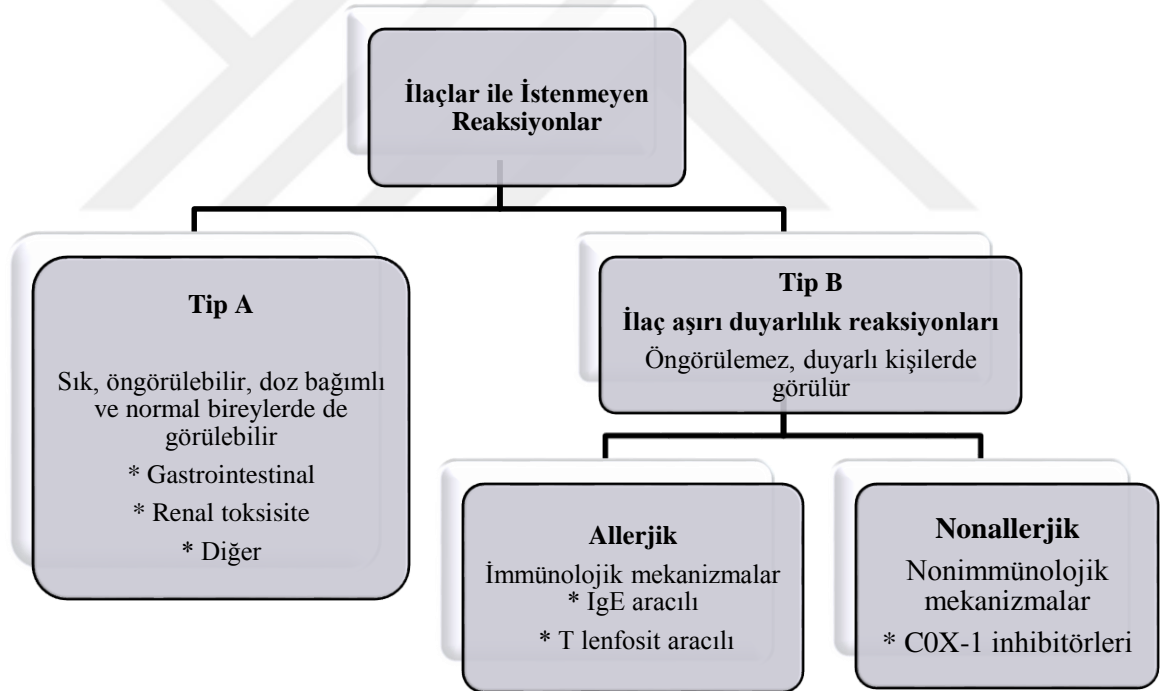 İlaçlar ile İstenmeyen
Reaksiyonlar
Tip A
Sık, öngörülebilir, doz bağımlı
ve normal bireylerde de
görülebilir
* Gastrointestinal
* Renal toksisite
* Diğer
Tip B
İlaç aşırı duyarlılık reaksiyonları
Öngörülemez, duyarlı kişilerde
görülür
Allerjik
İmmünolojik mekanizmalar
* IgE aracılı
* T lenfosit aracılı
Nonallerjik
Nonimmünolojik
mekanizmalar
* C0X-1 inhibitörleri